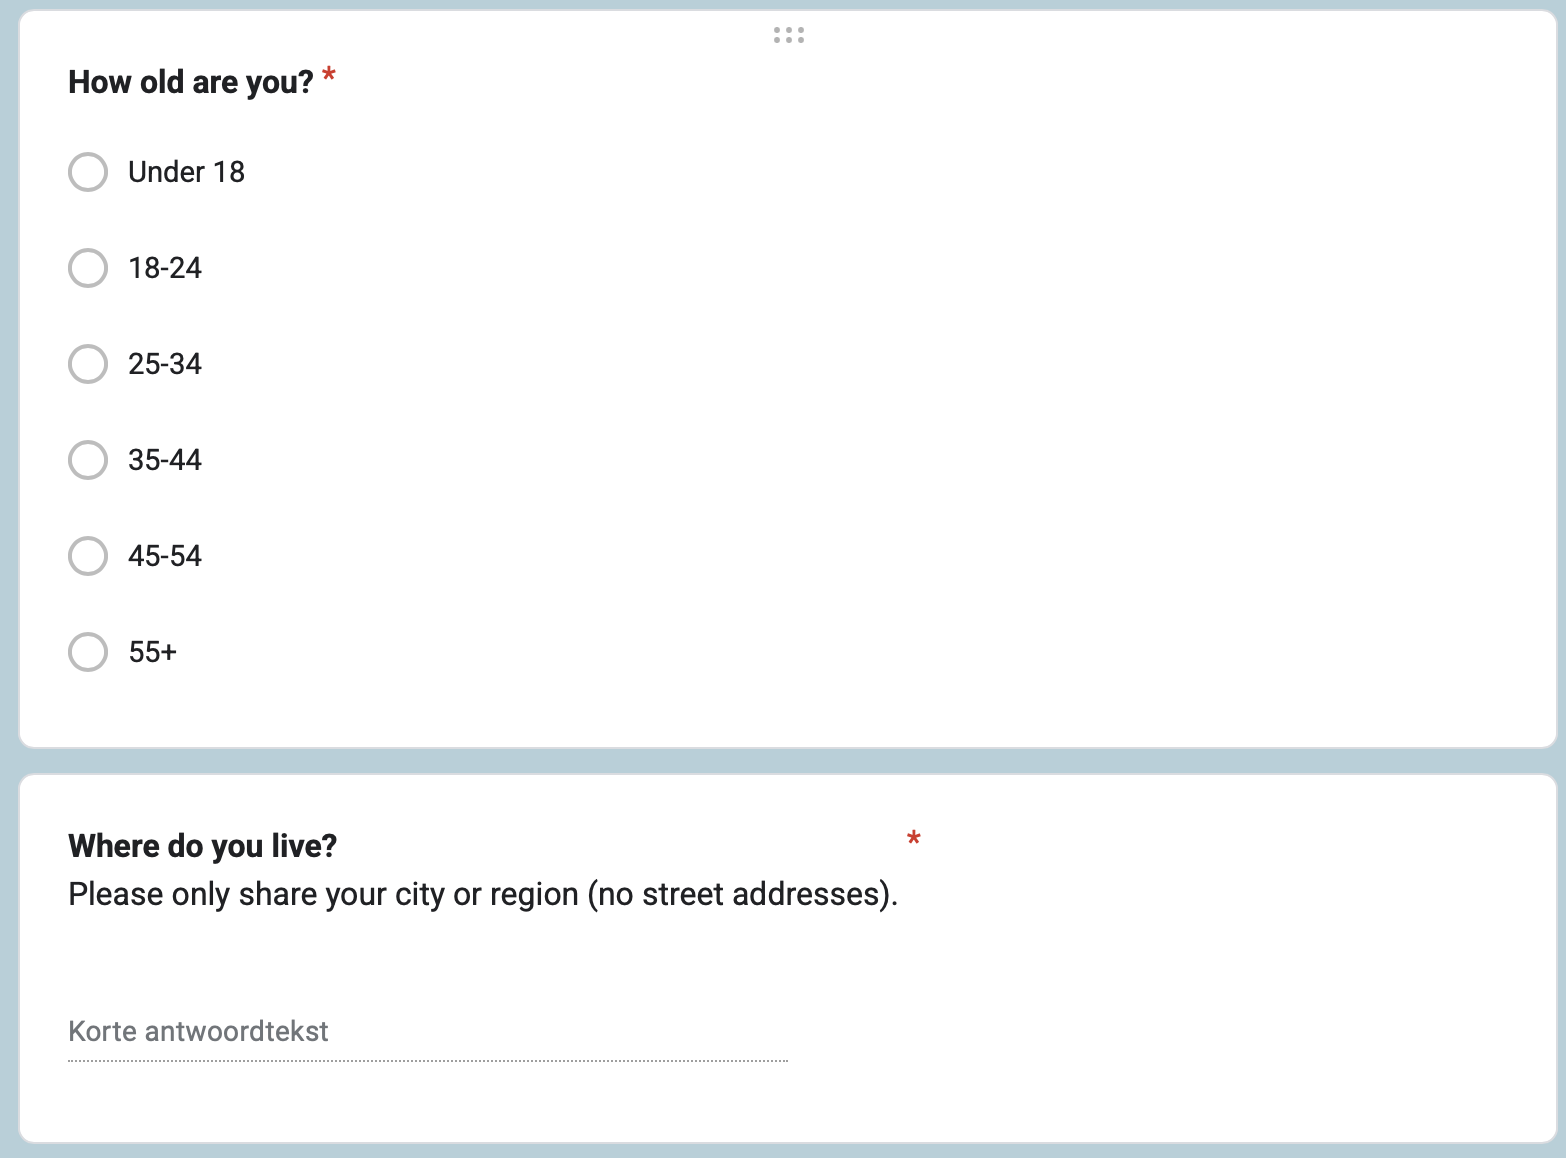 How old are you? *
Under 18
18-24
25-34
35-44
45-54
55+
Where do you live? *
Please only share your city or region (no street addresses).
Korte antwoordtekst